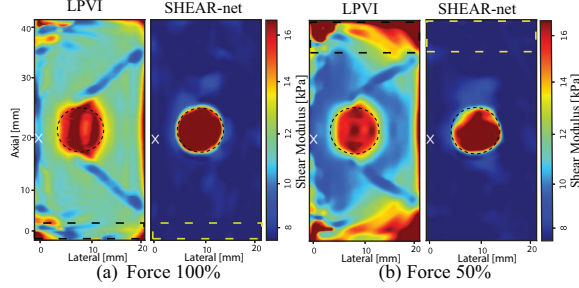 LPVI SHEAR-net
LPVI SHEAR-net
Axial [mm]
40
30
20
10
0
X
X
0 10 20
0 10 20
Lateral [mm] Lateral [mm]
16
14
12
10
8
Shear Modulus [kPa]
X
X
0 10 20
0 10 20
Lateral [mm] Lateral [mm]
16
14
12
10
8
Shear Modulus [kPa]
(a) Force 100%
(b) Force 50%